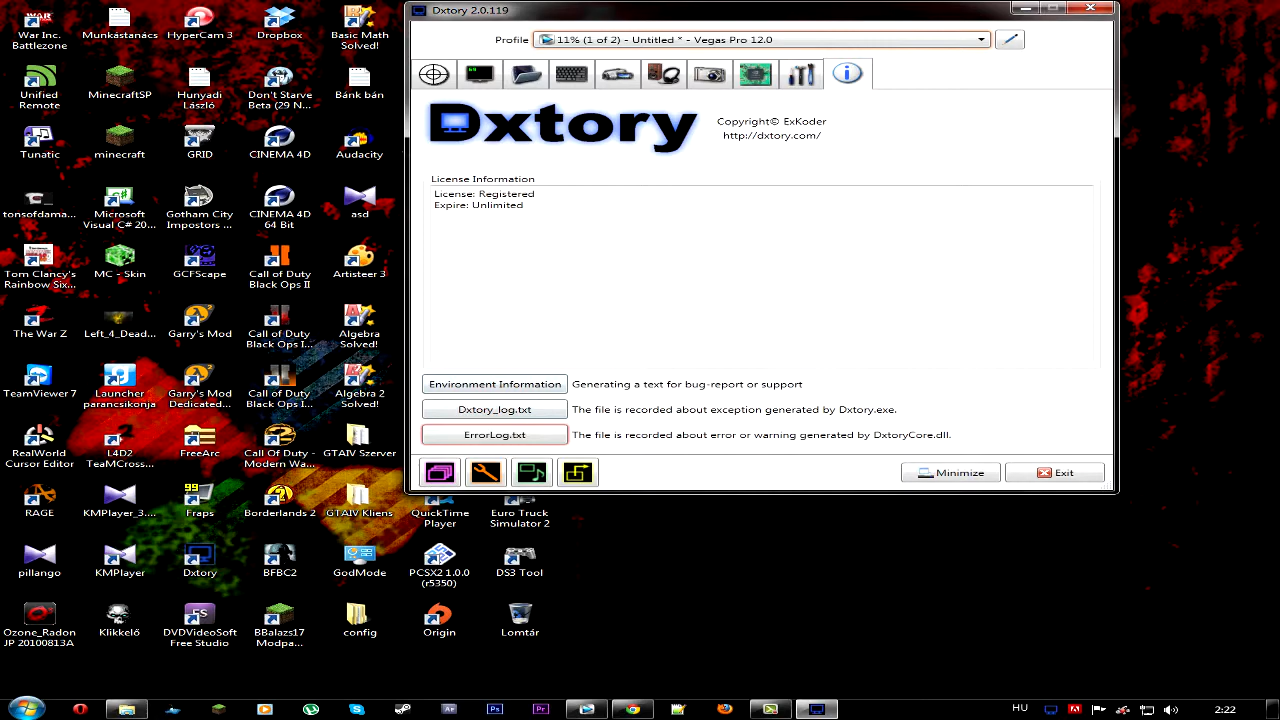 Dxtory 2.0.119
Profile
11% (1 of 2) - Untitled * - Vegas Pro 12.0
Dxtory
Copyright© ExKoder
http://dxtory.com/
License Information
License: Registered
Expire: Unlimited
Environment Information
Generating a text for bug-report or support
Dxtory_log.txt
The file is recorded about exception generated by Dxtory.exe.
ErrorLog.txt
The file is recorded about error or warning generated by DxtoryCore.dll.
Minimize
Exit
War Inc.
Battlezone
Munkástanács
HyperCam 3
Dropbox
Basic Math
Solved!
Unified
Remote
MinecraftSP
Hunyadi
László
Don't Starve
Beta (29 N...
Bánk bán
Tunatic
minecraft
GRID
CINEMA 4D
Audacity
tonsofdama...
Microsoft
Visual C# 20...
Gotham City
Impostors ...
CINEMA 4D
64 Bit
asd
Tom Clancy's
Rainbow Six...
MC - Skin
GCFScape
Call of Duty
Black Ops II
Artisteer 3
The War Z
Left_4_Dead...
Garry's Mod
Call of Duty
Black Ops I...
Algebra
Solved!
TeamViewer 7
Launcher
parancsikonja
Garry's Mod
Dedicated...
Call of Duty
Black Ops I...
Algebra 2
Solved!
RealWorld
Cursor Editor
L4D2
TeaMCross...
FreeArc
Call Of Duty -
Modern Wa...
GTAIV Szerver
RAGE
KMPlayer_3....
99
Fraps
Borderlands 2
GTAIV Kliens
QuickTime
Player
Euro Truck
Simulator 2
pillango
KMPlayer
Dxtory
BFBC2
GodMode
PCSX2 1.0.0
(r5350)
DS3 Tool
Ozone_Radon
JP 20100813A
Klikkelő
DVDVideoSoft
Free Studio
BBalazs17
Modpa...
config
Origin
Lomtár
Ae
Ps
Pr
HU
2:22